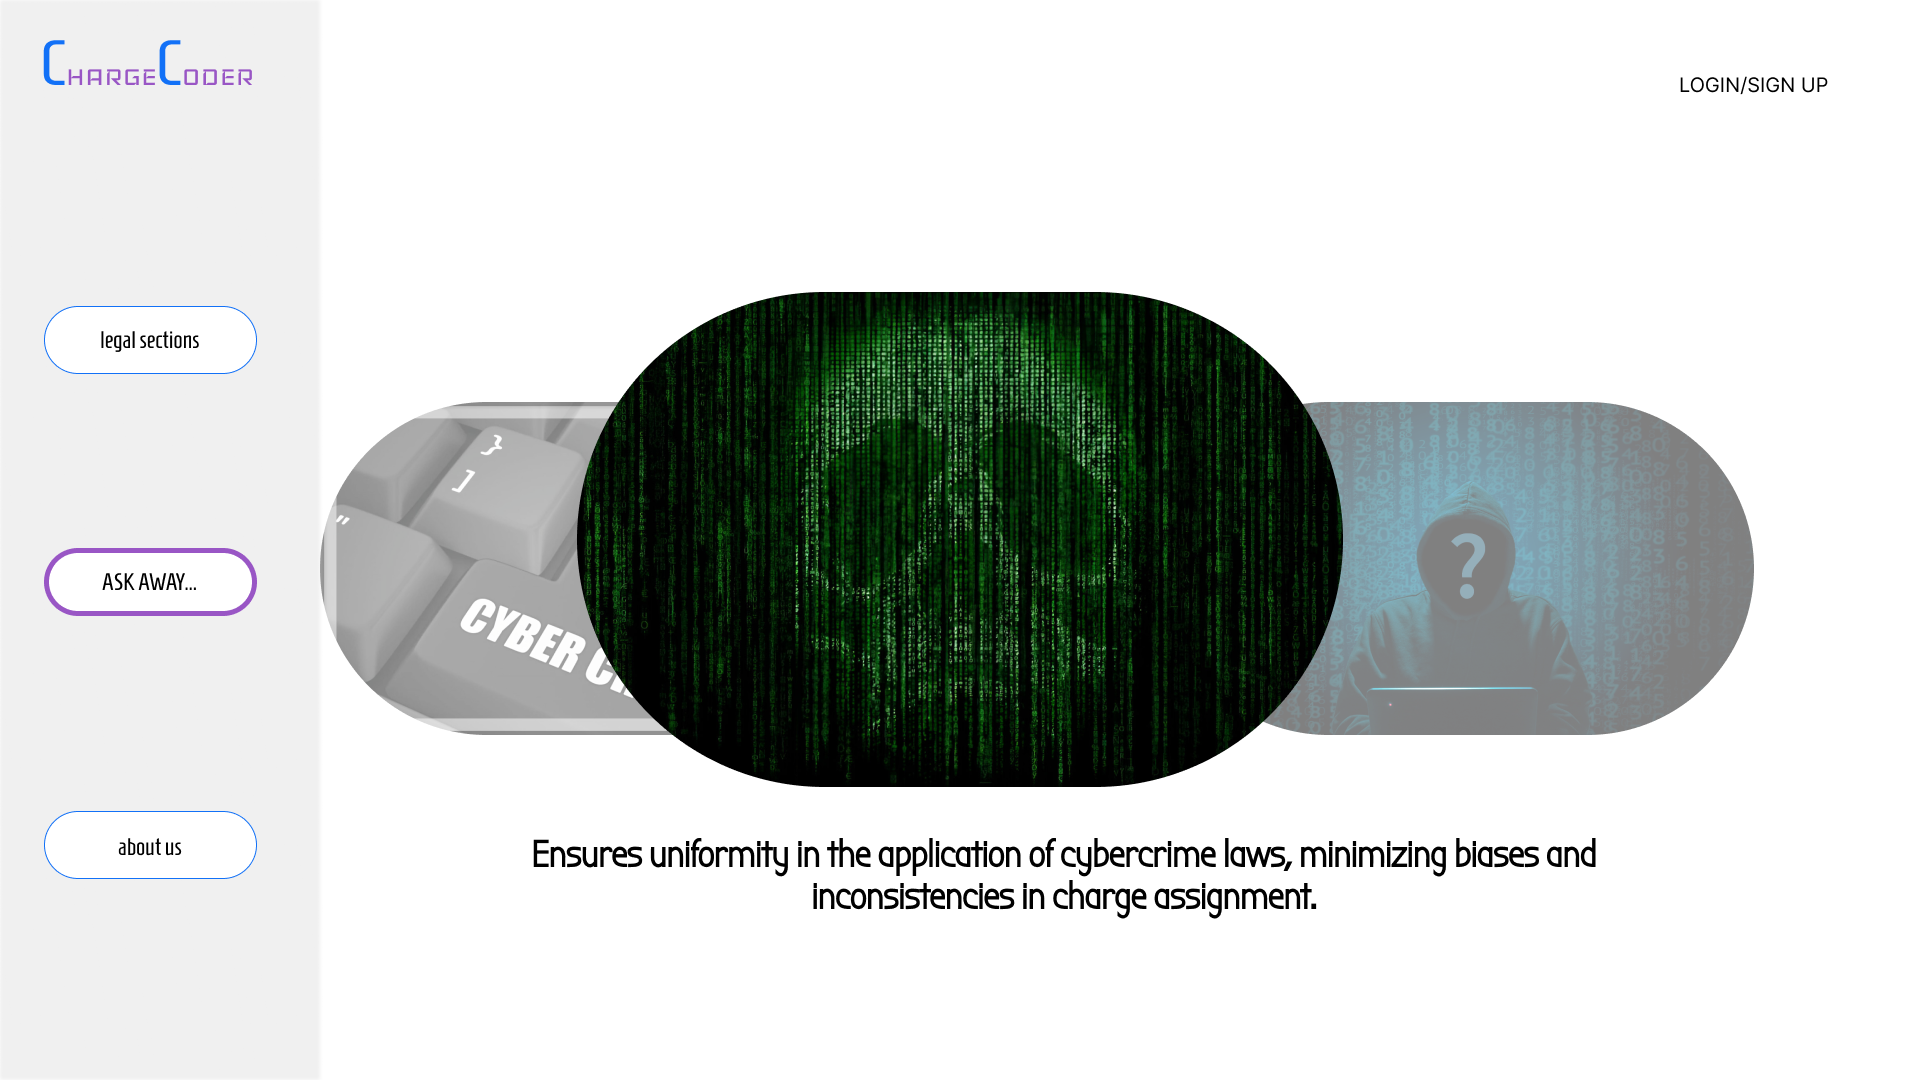 CHARGECODER
LOGIN/SIGN UP
legal sections
}
]
"
ASK AWAY...
?
CYBER
about us
Ensures uniformity in the application of cybercrime laws, minimizing biases and
inconsistencies in charge assignment.